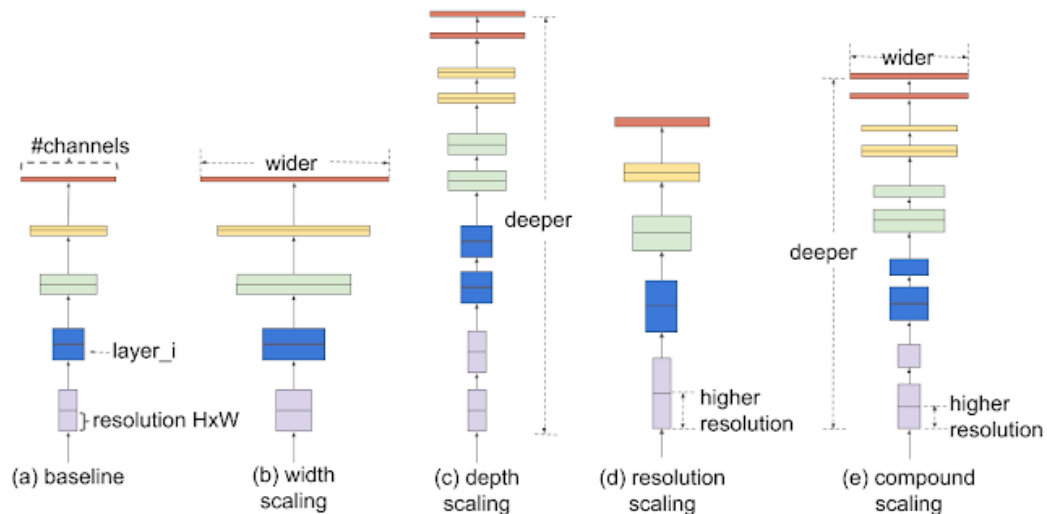 #channels
layer_i
resolution HxW
(a) baseline
wider
(b) width
scaling
deeper
(c) depth
scaling
higher
resolution
(d) resolution
scaling
wider
deeper
higher
resolution
(e) compound
scaling